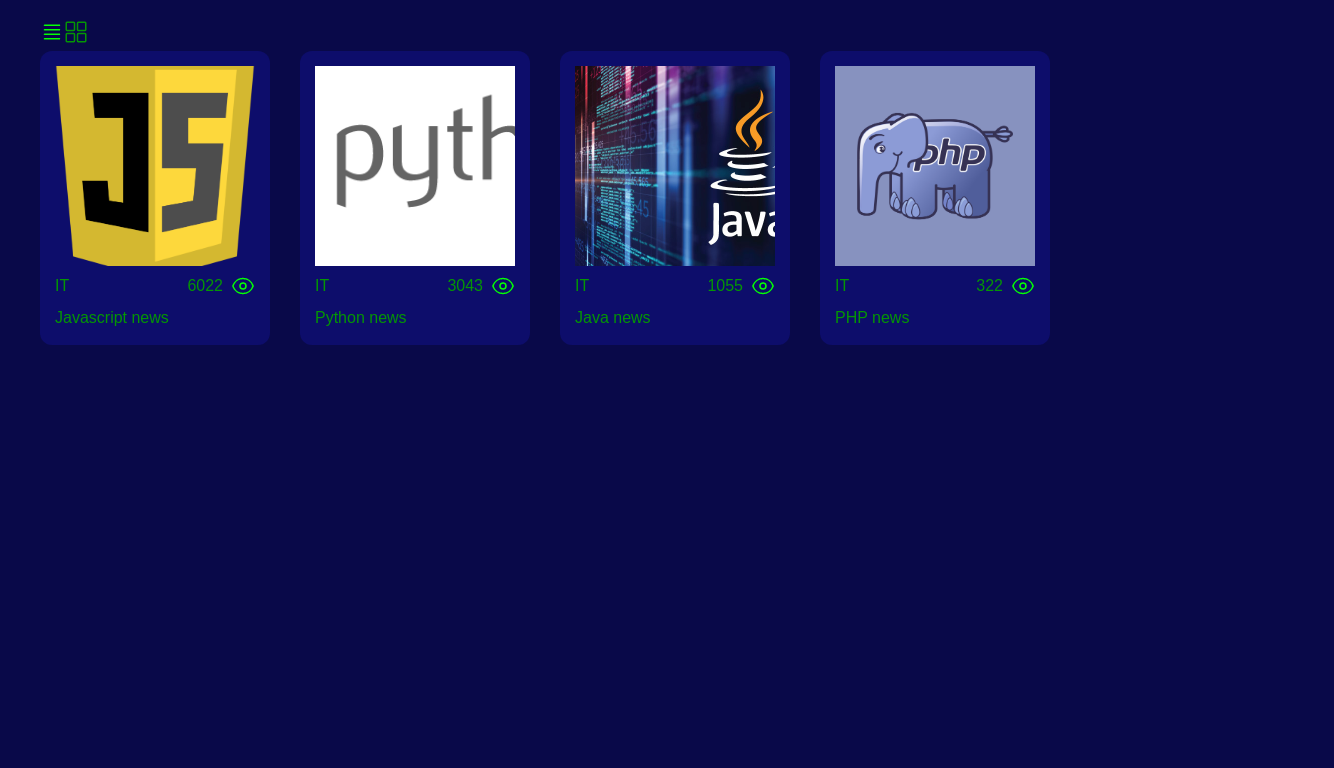 JS
pyth
Java
php
IT 6022
IT 3043
IT 1055
IT 322
Javascript news
Python news
Java news
PHP news